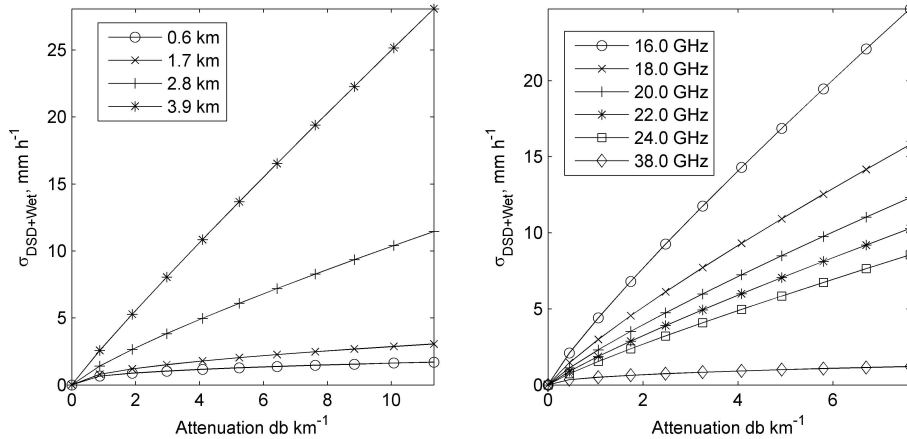 0.6 km
1.7 km
2.8 km
3.9 km
25
20
15
10
5
0
0 2 4 6 8 10
σDSD+Wet, mm h-1
Attenuation db km-1
16.0 GHz
18.0 GHz
20.0 GHz
22.0 GHz
24.0 GHz
38.0 GHz
20
15
10
5
0
0 2 4 6
σDSD+Wet, mm h-1
Attenuation db km-1